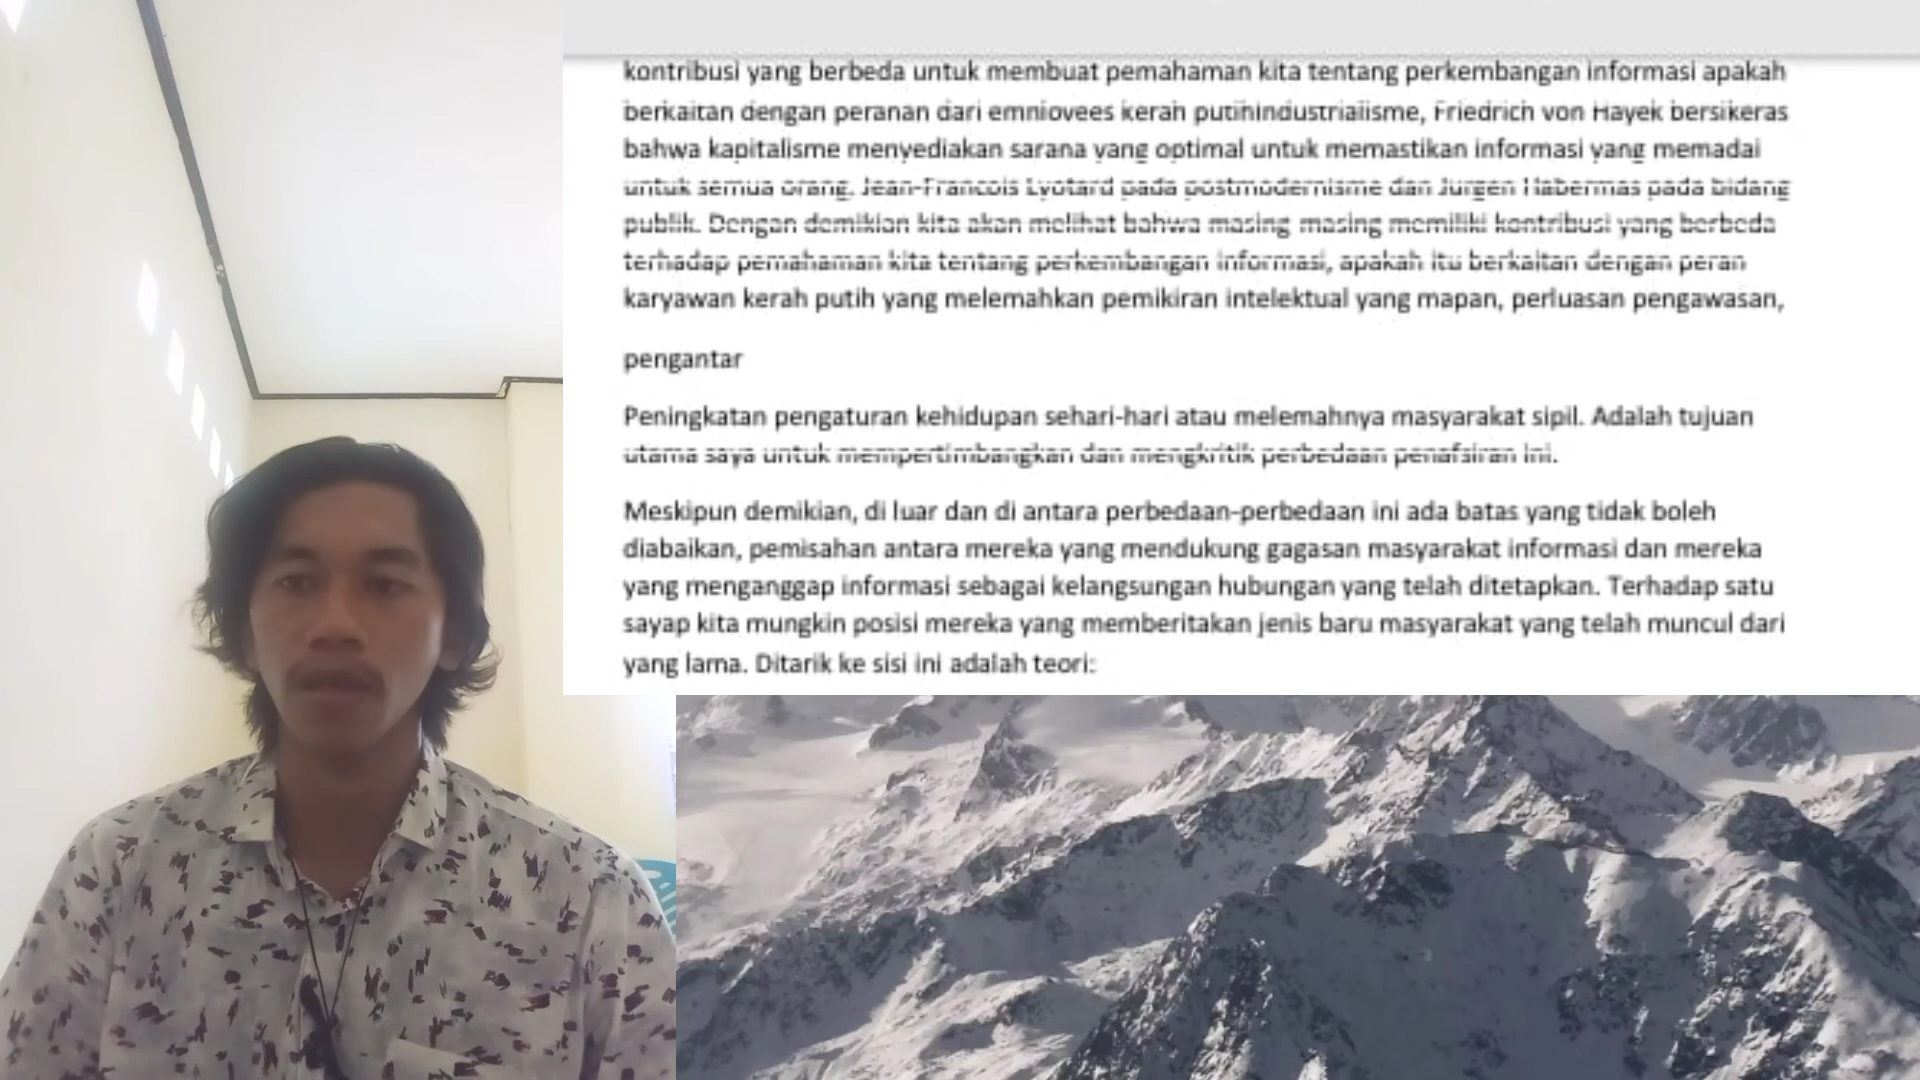 kontribusi yang berbeda untuk membuat pemahaman kita tentang perkembangan informasi apakah
berkaitan dengan peranan dari emniovees kerah putihindustrialisme, Friedrich von Hayek bersikeras
bahwa kapitalisme menyediakan sarana yang optimal untuk memastikan informasi yang memadai
untuk semua orang. Jean-Francois Lyotard pada postmodernisme dan Jurgen Habermas pada bidang
publik. Dengan demikian kita akan melihat bahwa masing masing memiliki kontribusi yang berbeda
terhadap pemahaman kita tentang perkembangan informasi, apakah itu berkaitan dengan peran
karyawan kerah putih yang melemahkan pemikiran intelektual yang mapan, perluasan pengawasan,
pengantar
Peningkatan pengaturan kehidupan sehari-hari atau melemahnya masyarakat sipil. Adalah tujuan
utama saya untuk mempertimbangkan dan mengkritik perbedaan penafsiran ini.
Meskipun demikian, di luar dan di antara perbedaan-perbedaan ini ada batas yang tidak boleh
diabaikan, pemisahan antara mereka yang mendukung gagasan masyarakat informasi dan mereka
yang menganggap informasi sebagai kelangsungan hubungan yang telah ditetapkan. Terhadap satu
sayap kita mungkin posisi mereka yang memberitakan jenis baru masyarakat yang telah muncul dari
yang lama. Ditarik ke sisi ini adalah teori: